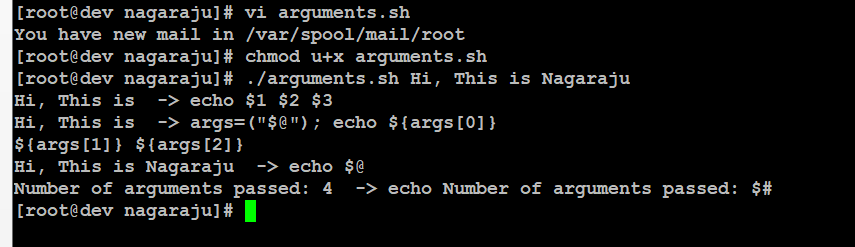 [root@dev nagaraju]# vi arguments.sh
You have new mail in /var/spool/mail/root
[root@dev nagaraju]# chmod u+x arguments.sh
[root@dev nagaraju]# ./arguments.sh Hi, This is Nagaraju
Hi, This is  -> echo $1 $2 $3
Hi, This is  -> args=("$@"); echo ${args[0]}
${args[1]} ${args[2]}
Hi, This is Nagaraju  -> echo $@
Number of arguments passed: 4  -> echo Number of arguments passed: $#
[root@dev nagaraju]#